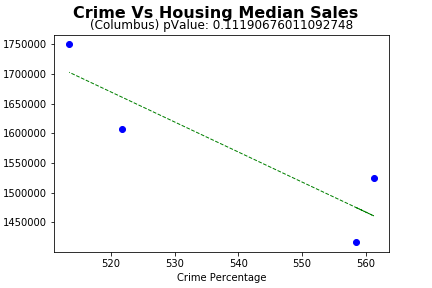 Crime Vs Housing Median Sales
(Columbus) pValue: 0.11190676011092748
1750000
1700000
1650000
1600000
1550000
1500000
1450000
520 530 540 550 560
Crime Percentage